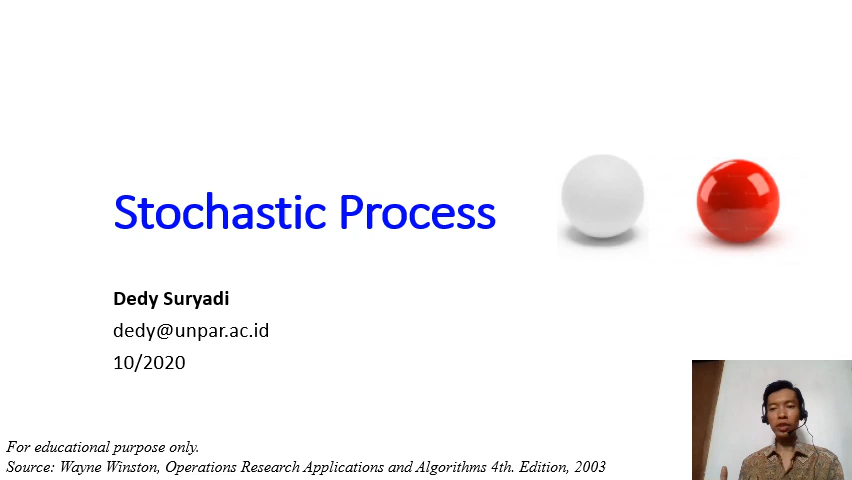 Stochastic Process
Dedy Suryadi
dedy@unpar.ac.id
10/2020
For educational purpose only.
Source: Wayne Winston, Operations Research Applications and Algorithms 4th. Edition, 2003